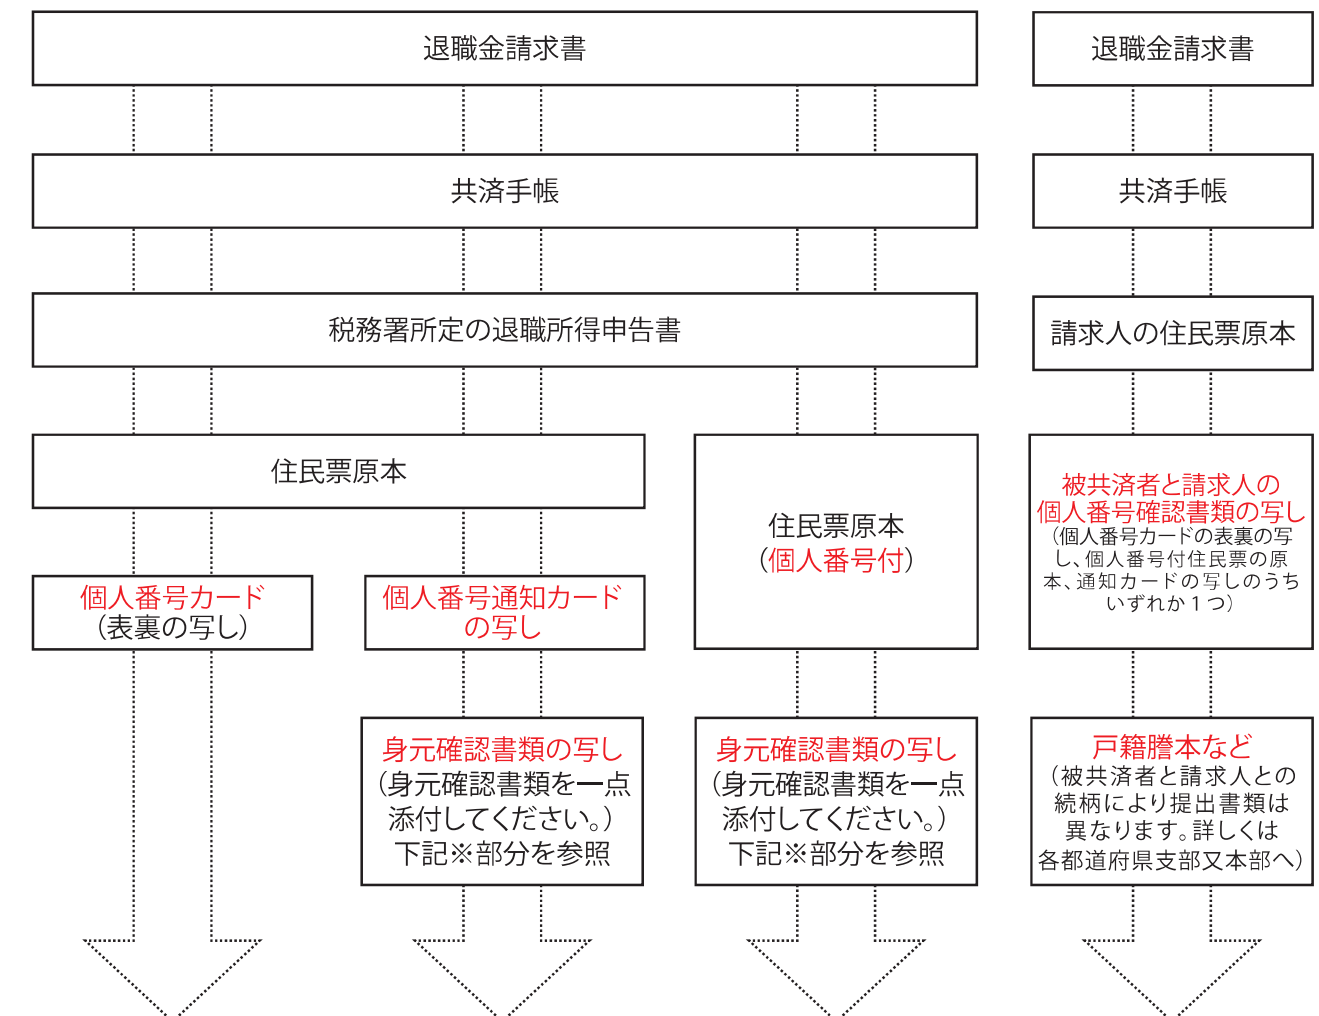 退職金請求書
退職金請求書
共済手帳
共済手帳
税務署所定の退職所得申告書
請求人の住民票原本
住民票原本
住民票原本
（個人番号付）
被共済者と請求人の
個人番号確認書類の写し
（個人番号カードの表裏の写
し、個人番号付住民票の原
本、通知カードの写しのうち
いずれか１つ）
個人番号カード
（表裏の写し）
個人番号通知カード
の写し
身元確認書類の写し
（身元確認書類を一点
添付してください。）
下記※部分を参照
身元確認書類の写し
（身元確認書類を一点
添付してください。）
下記※部分を参照
戸籍謄本など
（被共済者と請求人との
続柄により提出書類は
異なります。詳しくは
各都道府県支部又本部へ）